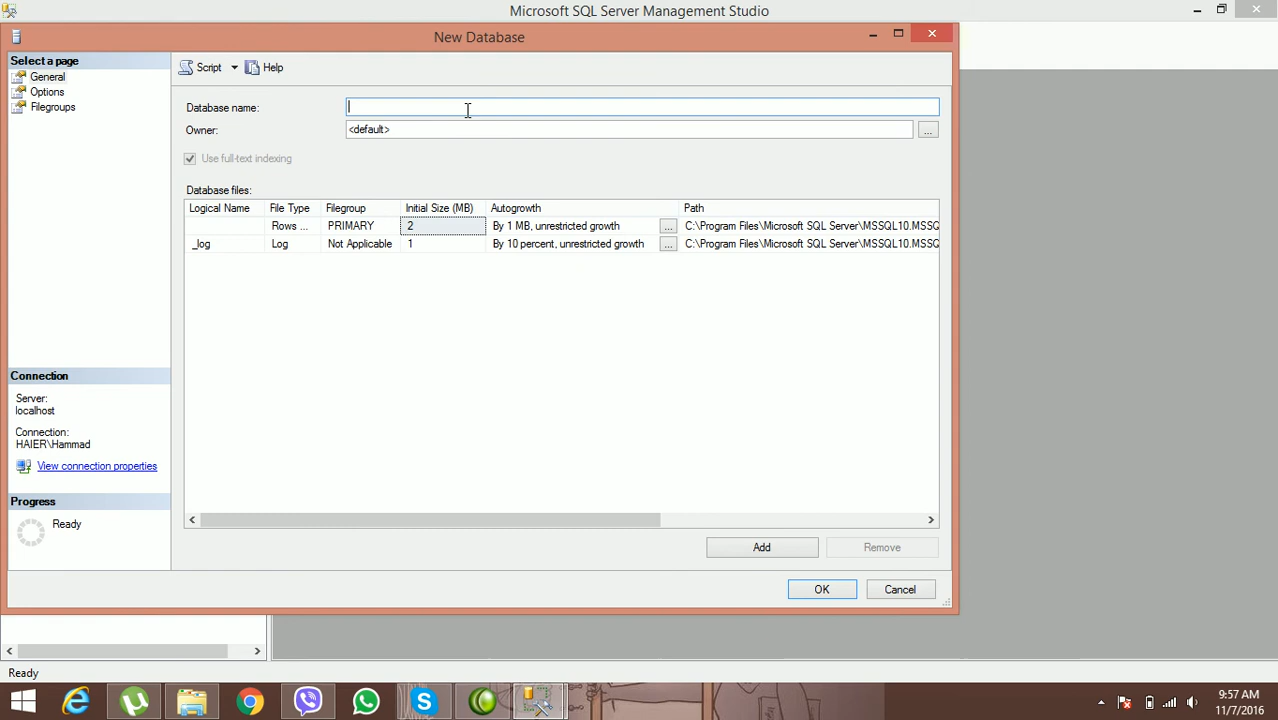 Microsoft SQL Server Management Studio
New Database
Select a page
General
Options
Filegroups
Script
Help
Database name:
Owner:
<default>
...
Use full-text indexing
Database files:
Logical Name File Type Filegroup Initial Size (MB) Autogrowth Path
Rows ... PRIMARY 2 By 1 MB, unrestricted growth ... C:\Program Files\Microsoft SQL Server\MSSQL10.MSSQ
_log Log Not Applicable 1 By 10 percent, unrestricted growth ... C:\Program Files\Microsoft SQL Server\MSSQL10.MSSQ
Connection
Server:
localhost
Connection:
HAIER\Hammad
View connection properties
Progress
Ready
Add Remove
OK Cancel
Ready
9:57 AM
11/7/2016